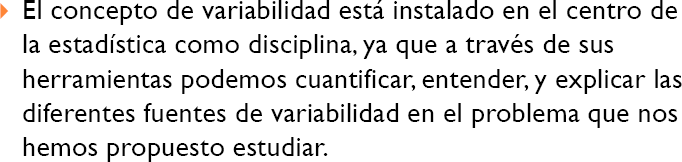 El concepto de variabilidad está instalado en el centro de
la estadística como disciplina, ya que a través de sus
herramientas podemos cuantificar, entender, y explicar las
diferentes fuentes de variabilidad en el problema que nos
hemos propuesto estudiar.